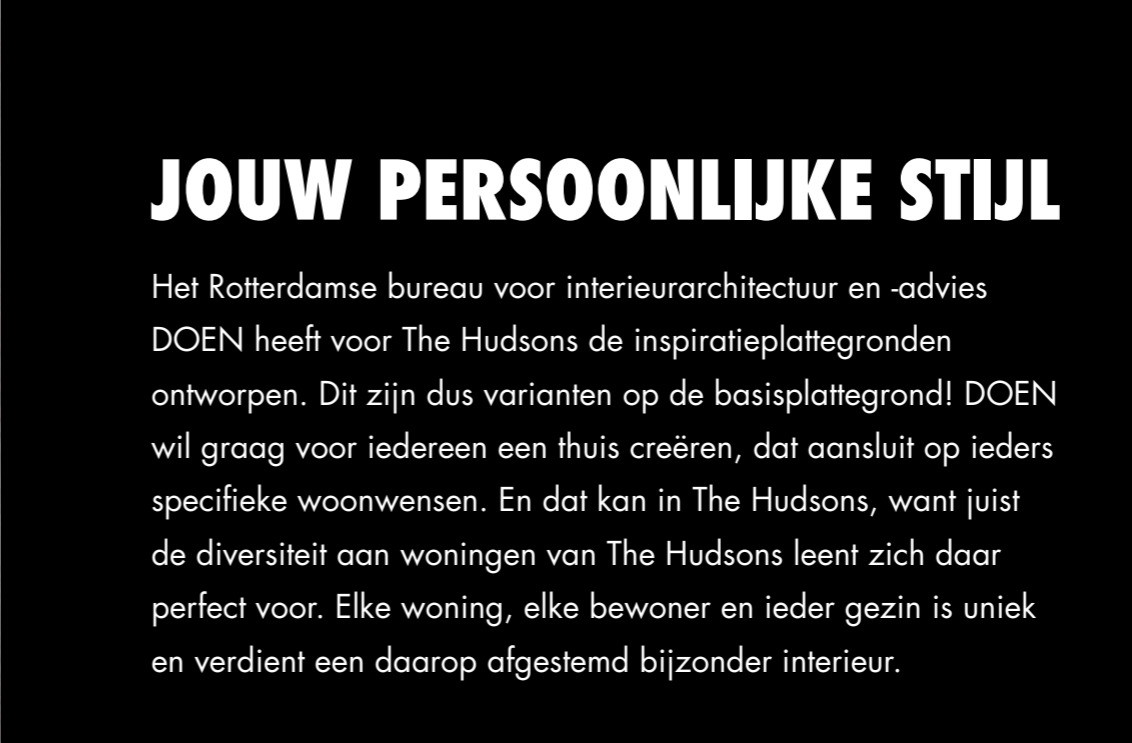 JOUW PERSOONLIJKE STIJL
Het Rotterdamse bureau voor interieurarchitectuur en -advies
DOEN heeft voor The Hudsons de inspiratieplattegronden
ontworpen. Dit zijn dus varianten op de basisplattegrond! DOEN
wil graag voor iedereen een thuis creëren, dat aansluit op ieders
specifieke woonwensen. En dat kan in The Hudsons, want juist
de diversiteit aan woningen van The Hudsons leent zich daar
perfect voor. Elke woning, elke bewoner en ieder gezin is uniek
en verdient een daarop afgestemd bijzonder interieur.